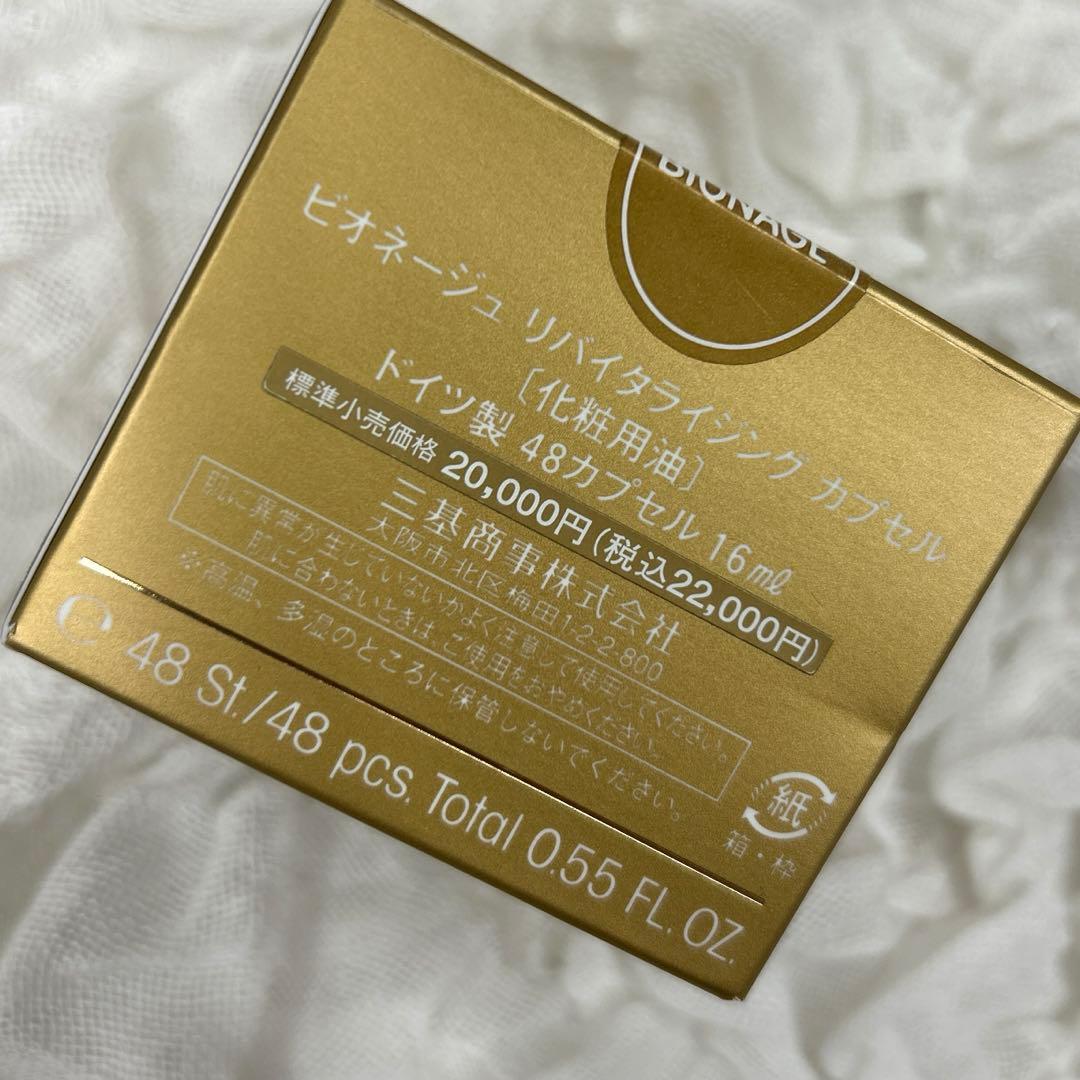 BIONAGE
ビオネージュ リバイタライジング カプセル
〔化粧用油〕
ドイツ製 48カプセル 16㎖
標準小売価格 20,000円(税込22,000円)
三基商事株式会社
大阪市北区梅田1-2-2-800
肌に異常が生じていないかよく注意して使用してください。
肌に合わないときは、ご使用をおやめください。
※高温、多湿のところに保管しないでください。
紙
箱・枠
℮ 48 St./48 pcs. Total 0.55 FL. OZ.